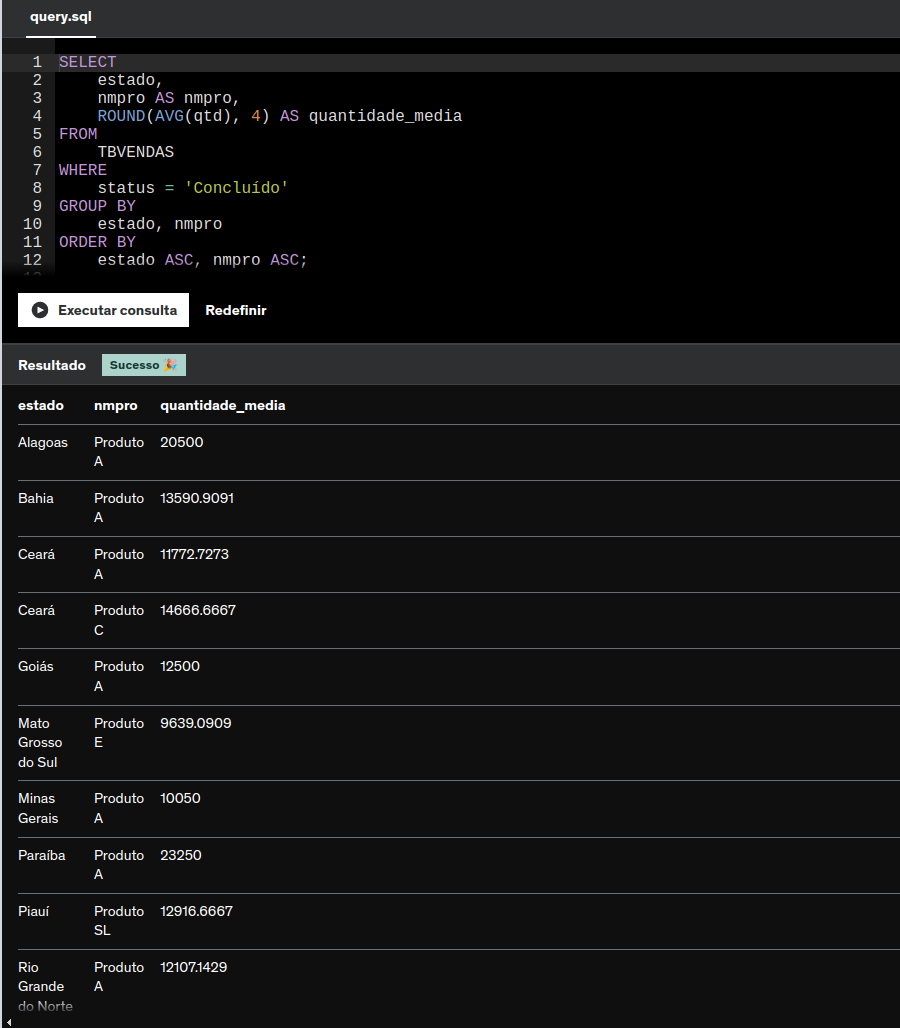 query.sql
1 SELECT
2     estado,
3     nmpro AS nmpro,
4     ROUND(AVG(qtd), 4) AS quantidade_media
5 FROM
6     TBVENDAS
7 WHERE
8     status = 'Concluído'
9 GROUP BY
10     estado, nmpro
11 ORDER BY
12     estado ASC, nmpro ASC;
Executar consulta Redefinir
Resultado Sucesso 🎉
estado nmpro quantidade_media
Alagoas Produto 20500
A
Bahia Produto 13590.9091
A
Ceará Produto 11772.7273
A
Ceará Produto 14666.6667
C
Goiás Produto 12500
A
Mato Produto 9639.0909
Grosso E
do Sul
Minas Produto 10050
Gerais A
Paraíba Produto 23250
A
Piauí Produto 12916.6667
SL
Rio Produto 12107.1429
Grande A
do Norte